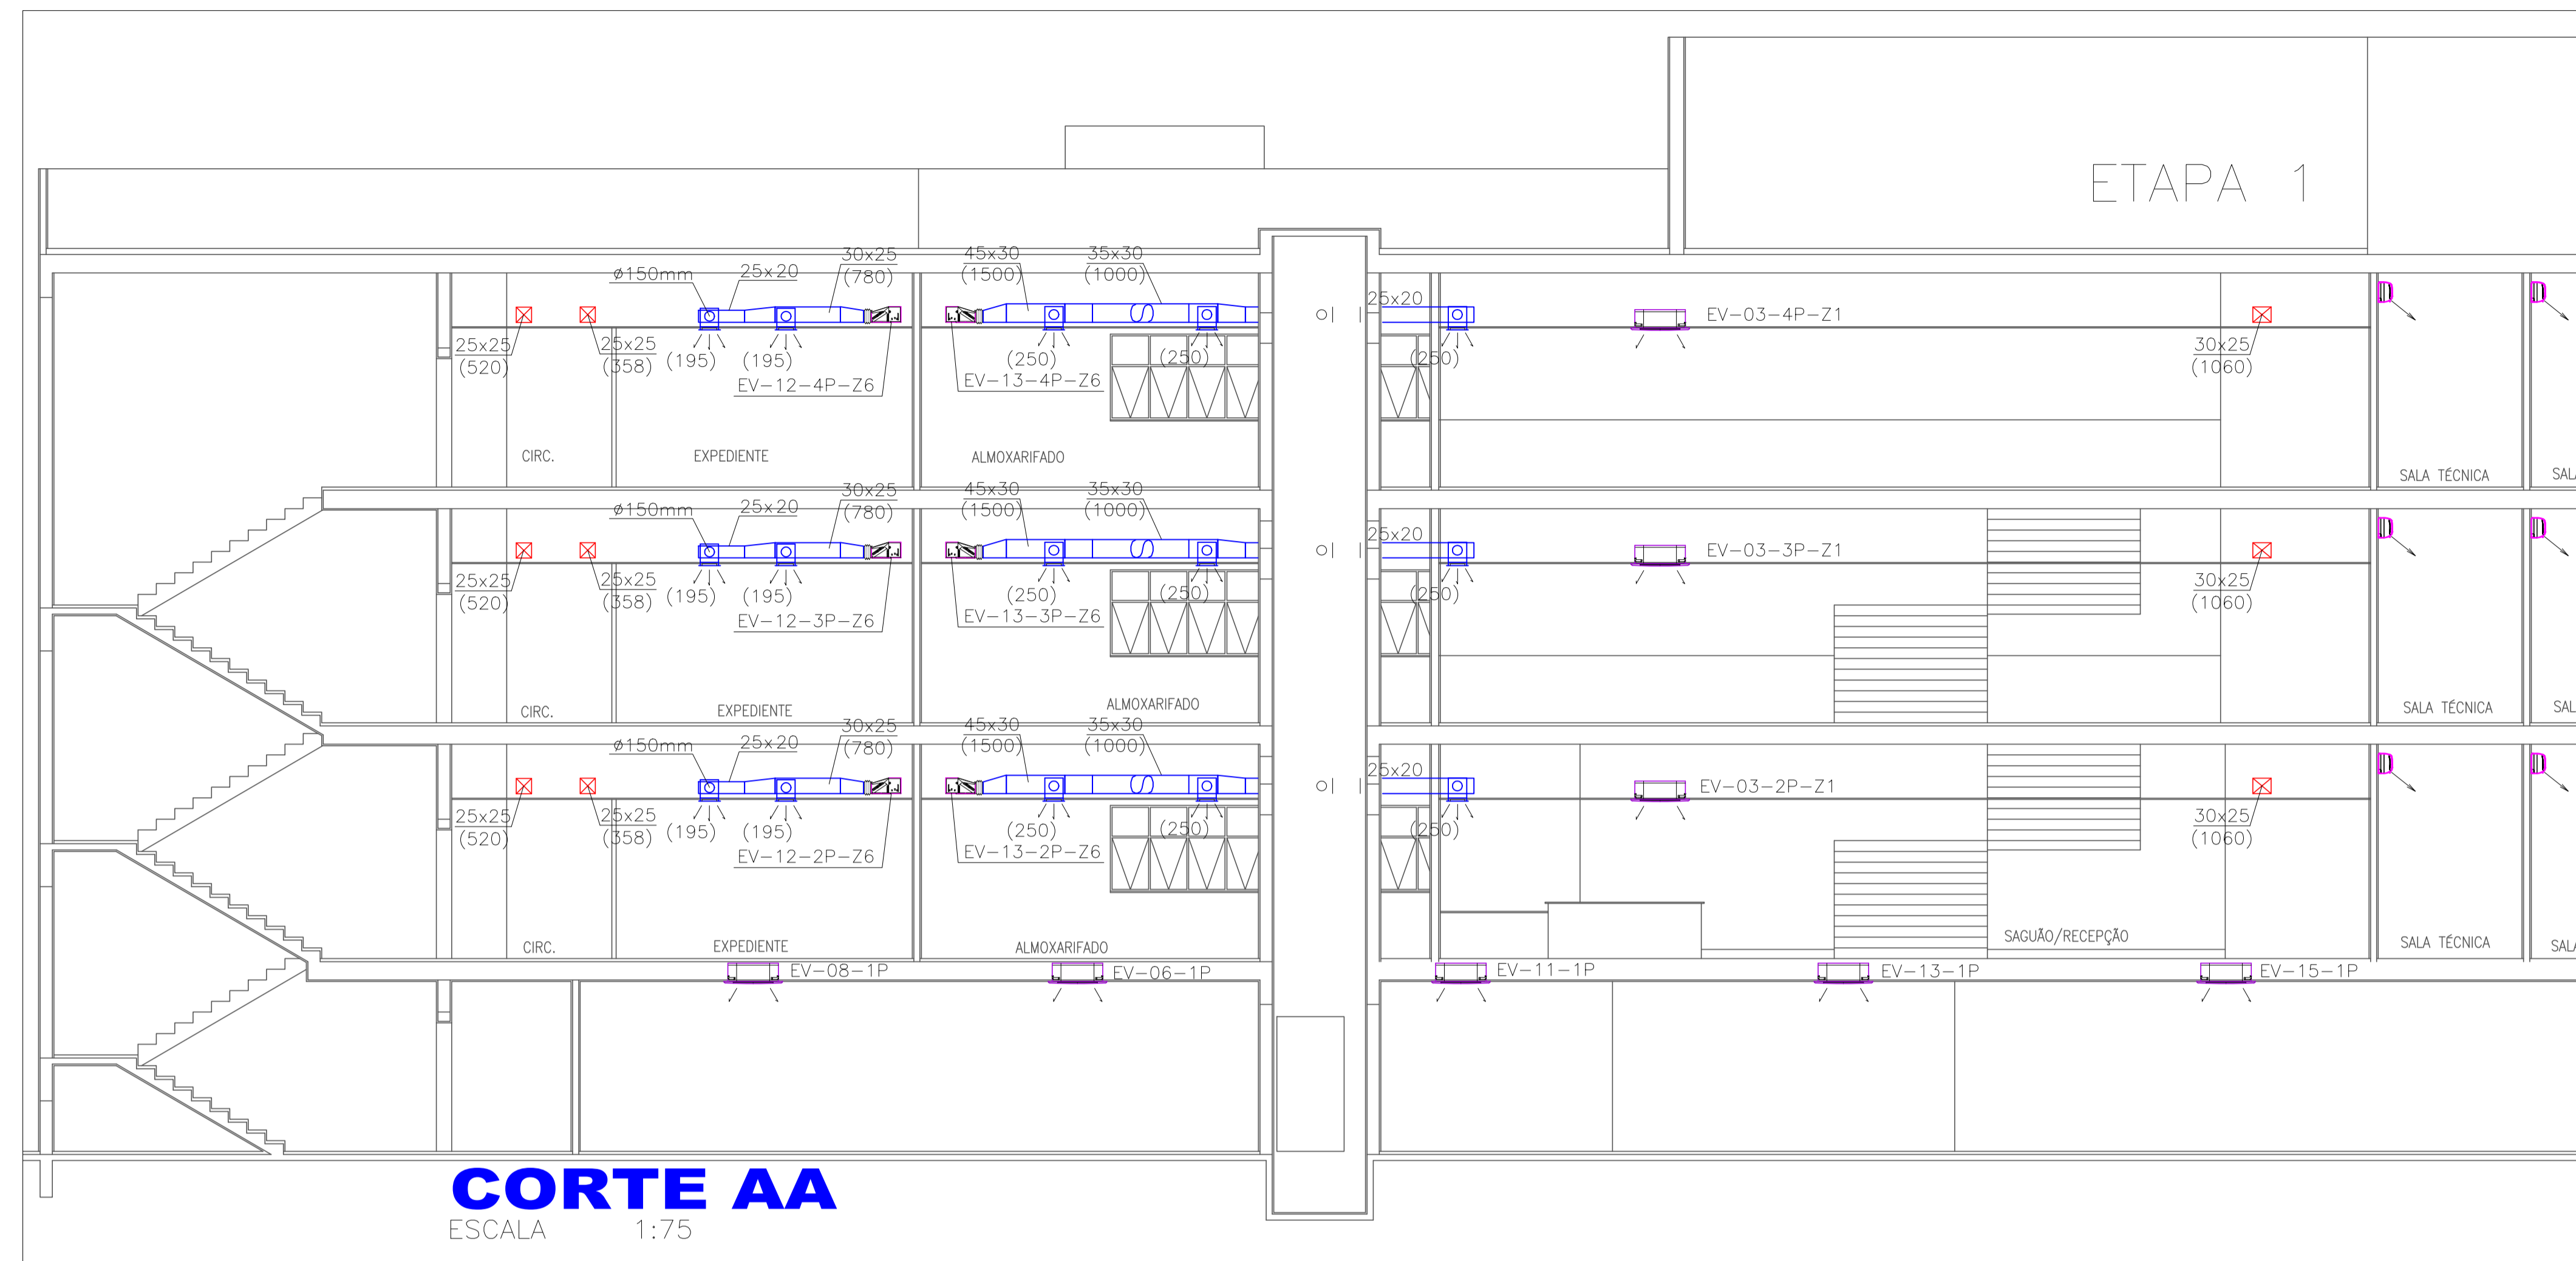 ETAPA 1
30x25
45x30
35x30
ø150mm
25x20
(780)
(1500)
(1000)
25x20
EV-03-4P-Z1
25x25
25x25
(195)
(195)
(250)
(250)
(250)
30x25
(520)
(358)
(1060)
EV-12-4P-Z6
EV-13-4P-Z6
CIRC.
EXPEDIENTE
ALMOXARIFADO
SALA TÉCNICA
SALA
30x25
45x30
35x30
ø150mm
25x20
(780)
(1500)
(1000)
25x20
EV-03-3P-Z1
25x25
25x25
(195)
(195)
(250)
(250)
(250)
30x25
(520)
(358)
(1060)
EV-12-3P-Z6
EV-13-3P-Z6
CIRC.
EXPEDIENTE
ALMOXARIFADO
SALA TÉCNICA
SAL
30x25
45x30
35x30
ø150mm
25x20
(780)
(1500)
(1000)
25x20
EV-03-2P-Z1
25x25
25x25
(195)
(195)
(250)
(250)
(250)
30x25
(520)
(358)
(1060)
EV-12-2P-Z6
EV-13-2P-Z6
CIRC.
EXPEDIENTE
ALMOXARIFADO
SAGUÃO/RECEPÇÃO
SALA TÉCNICA
SALA
EV-08-1P
EV-06-1P
EV-11-1P
EV-13-1P
EV-15-1P
CORTE AA
ESCALA 1:75